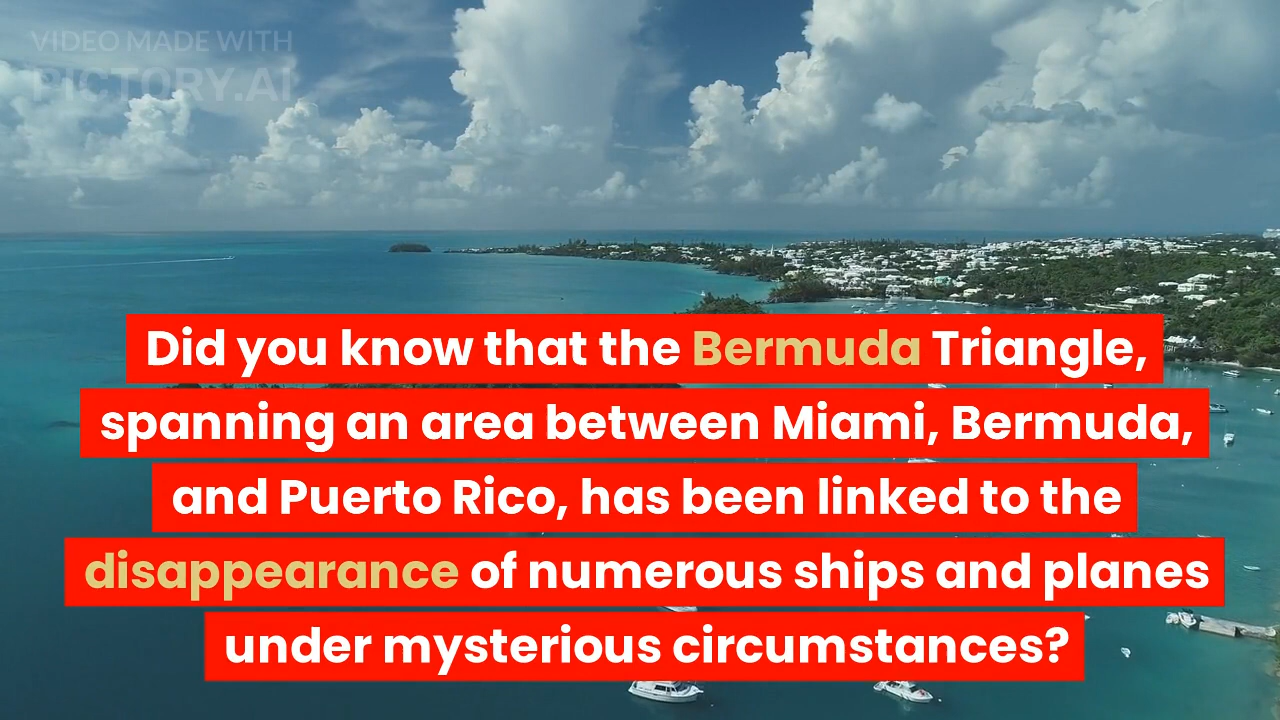 VIDEO MADE WITH
PICTORY.AI
Did you know that the Bermuda Triangle,
spanning an area between Miami, Bermuda,
and Puerto Rico, has been linked to the
disappearance of numerous ships and planes
under mysterious circumstances?